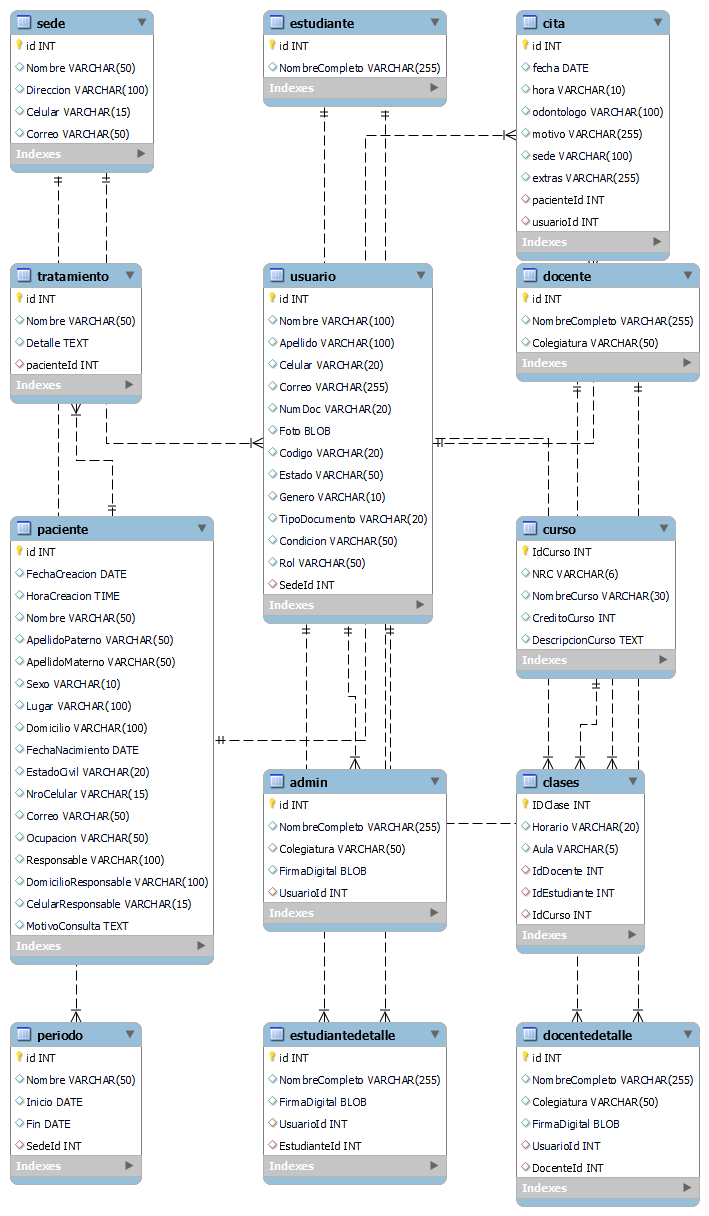 sede
id INT
Nombre VARCHAR(50)
Direccion VARCHAR(100)
Celular VARCHAR(15)
Correo VARCHAR(50)
Indexes
estudiante
id INT
NombreCompleto VARCHAR(255)
Indexes
cita
id INT
fecha DATE
hora VARCHAR(10)
odontologo VARCHAR(100)
motivo VARCHAR(255)
sede VARCHAR(100)
extras VARCHAR(255)
pacienteId INT
usuarioId INT
Indexes
tratamiento
id INT
Nombre VARCHAR(50)
Detalle TEXT
pacienteId INT
Indexes
usuario
id INT
Nombre VARCHAR(100)
Apellido VARCHAR(100)
Celular VARCHAR(20)
Correo VARCHAR(255)
NumDoc VARCHAR(20)
Foto BLOB
Codigo VARCHAR(20)
Estado VARCHAR(50)
Genero VARCHAR(10)
TipoDocumento VARCHAR(20)
Condicion VARCHAR(50)
Rol VARCHAR(50)
SedeId INT
Indexes
docente
id INT
NombreCompleto VARCHAR(255)
Colegiatura VARCHAR(50)
Indexes
paciente
id INT
FechaCreacion DATE
HoraCreacion TIME
Nombre VARCHAR(50)
ApellidoPaterno VARCHAR(50)
ApellidoMaterno VARCHAR(50)
Sexo VARCHAR(10)
Lugar VARCHAR(100)
Domicilio VARCHAR(100)
FechaNacimiento DATE
EstadoCivil VARCHAR(20)
NroCelular VARCHAR(15)
Correo VARCHAR(50)
Ocupacion VARCHAR(50)
Responsable VARCHAR(100)
DomicilioResponsable VARCHAR(100)
CelularResponsable VARCHAR(15)
MotivoConsulta TEXT
Indexes
curso
IdCurso INT
NRC VARCHAR(6)
NombreCurso VARCHAR(30)
CreditoCurso INT
DescripcionCurso TEXT
Indexes
admin
id INT
NombreCompleto VARCHAR(255)
Colegiatura VARCHAR(50)
FirmaDigital BLOB
UsuarioId INT
Indexes
clases
IDClase INT
Horario VARCHAR(20)
Aula VARCHAR(5)
IdDocente INT
IdEstudiante INT
IdCurso INT
Indexes
periodo
id INT
Nombre VARCHAR(50)
Inicio DATE
Fin DATE
SedeId INT
Indexes
estudiantedetalle
id INT
NombreCompleto VARCHAR(255)
FirmaDigital BLOB
UsuarioId INT
EstudianteId INT
Indexes
docentedetalle
id INT
NombreCompleto VARCHAR(255)
Colegiatura VARCHAR(50)
FirmaDigital BLOB
UsuarioId INT
DocenteId INT
Indexes